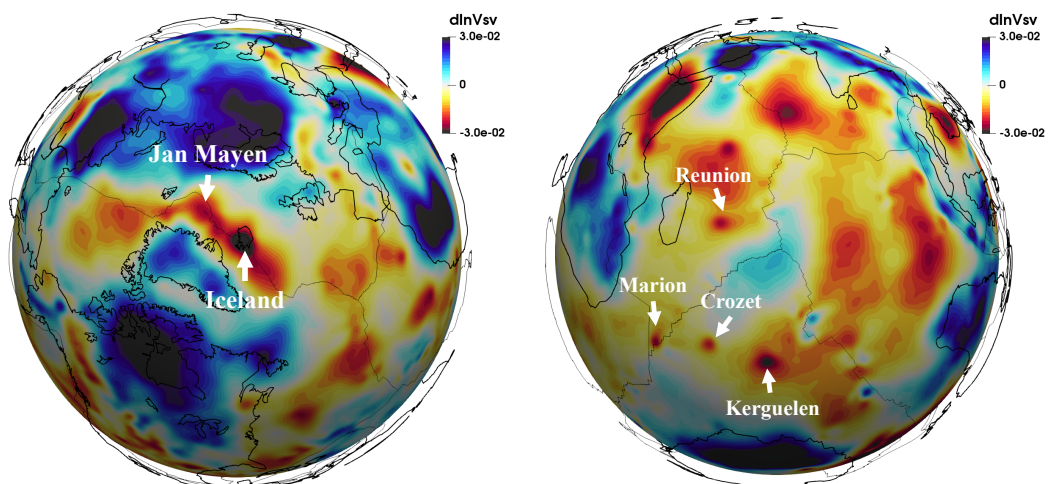 dlnVsv
3.0e-02
0
-3.0e-02
Jan Mayen
Iceland
dlnVsv
3.0e-02
0
-3.0e-02
Reunion
Marion
Crozet
Kerguelen